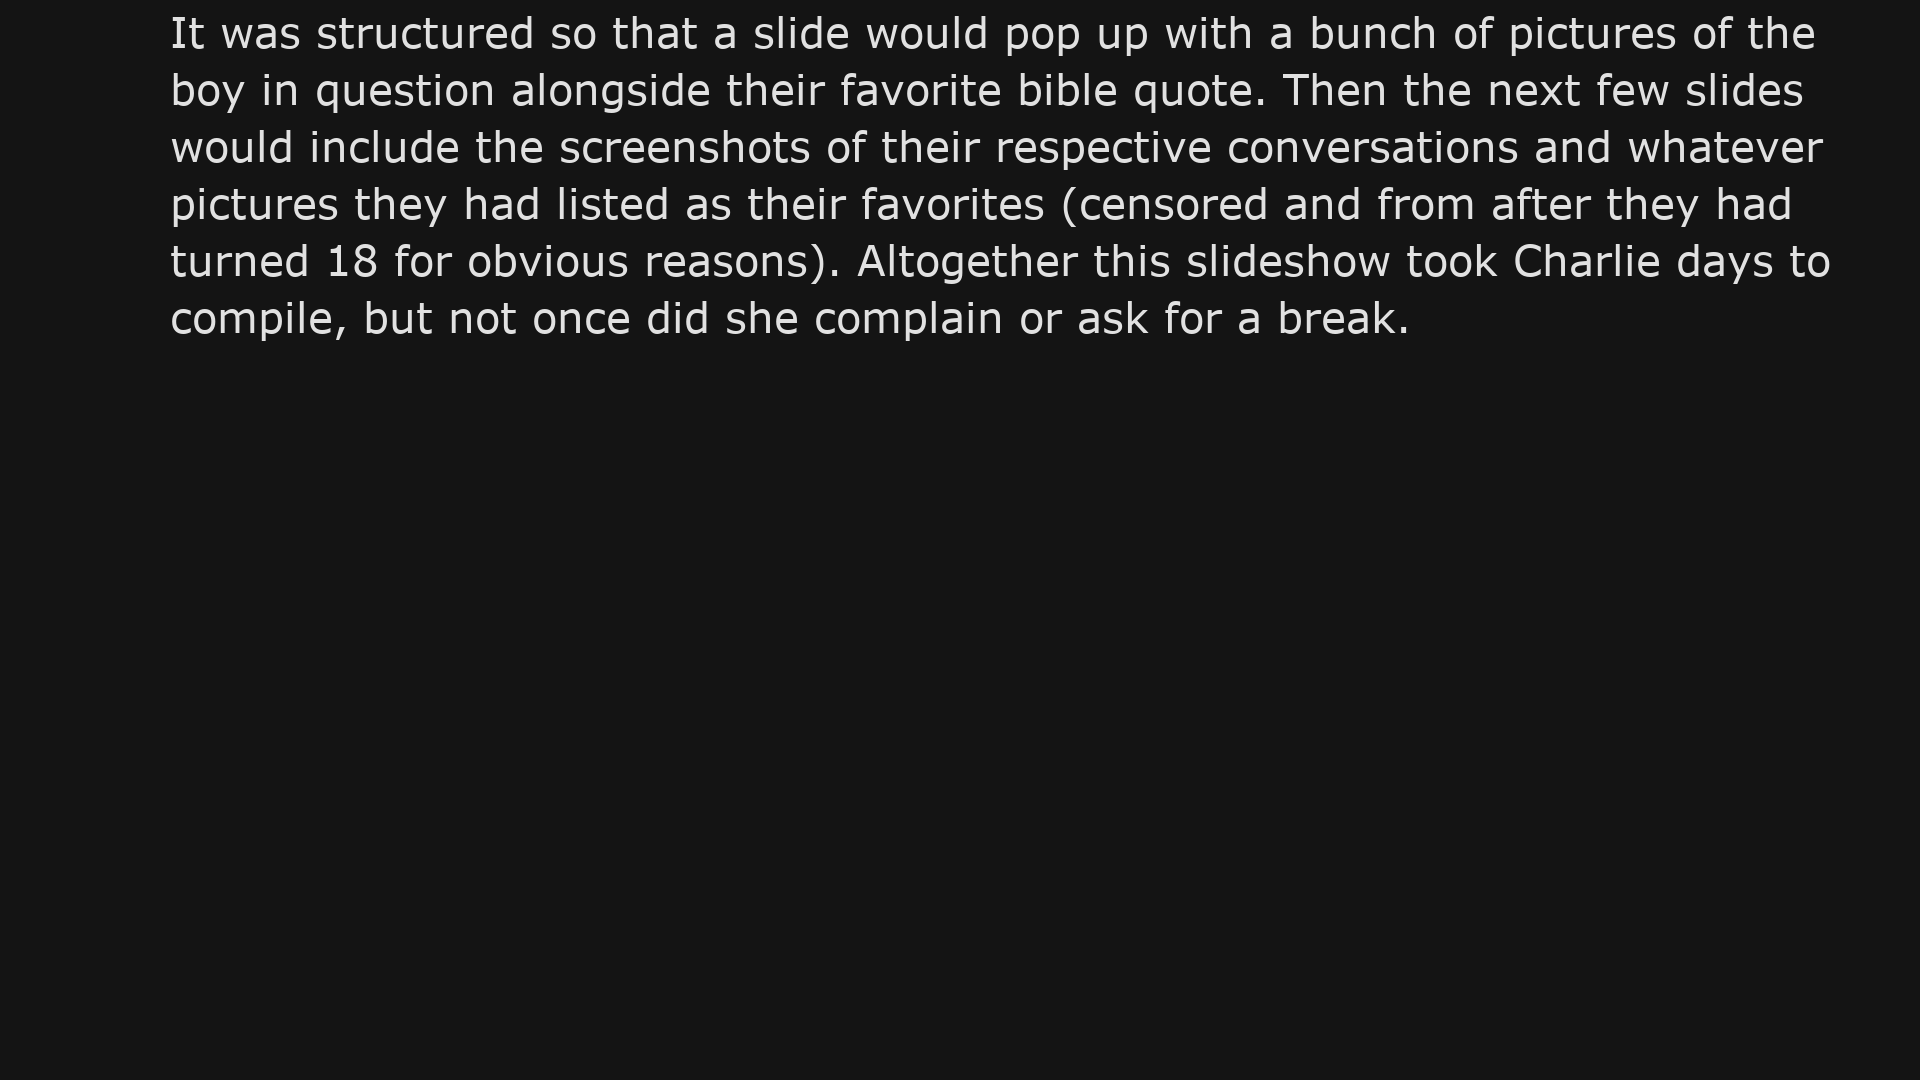 It was structured so that a slide would pop up with a bunch of pictures of the
boy in question alongside their favorite bible quote. Then the next few slides
would include the screenshots of their respective conversations and whatever
pictures they had listed as their favorites (censored and from after they had
turned 18 for obvious reasons). Altogether this slideshow took Charlie days to
compile, but not once did she complain or ask for a break.